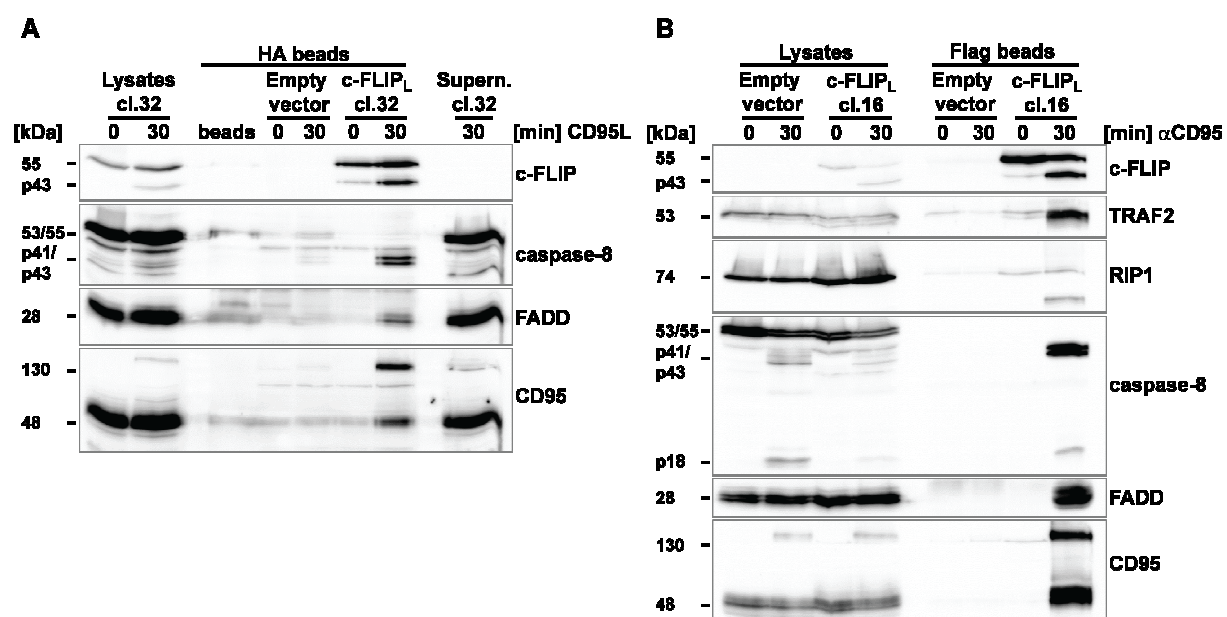 A
HA beads
Lysates Empty c-FLIPL Supern.
cl.32 vector cl.32 cl.32
[kDa] 0 30 beads 0 30 0 30 30 [min] CD95L
55
p43
c-FLIP
53/55
p41/
p43
caspase-8
28
FADD
130
48
CD95
B
Lysates Flag beads
Empty c-FLIPL Empty c-FLIPL
vector cl.16 vector cl.16
[kDa] 0 30 0 30 0 30 0 30 [min] αCD95
55
p43
c-FLIP
53
TRAF2
74
RIP1
53/55
p41/
p43
caspase-8
p18
28
FADD
130
CD95
48